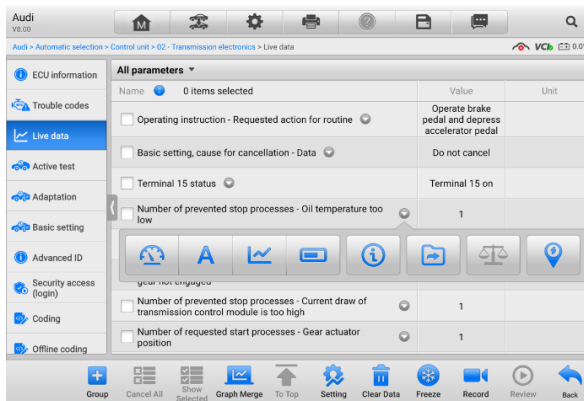 Audi
V8.00
M
?
Audi > Automatic selection > Control unit > 02 - Transmission electronics > Live data
VCI 0.0
ECU information
Trouble codes
Live data
Active test
Adaptation
Basic setting
Advanced ID
Security access
(login)
Coding
Offline coding
All parameters
Name 0 items selected Value Unit
Operating instruction - Requested action for routine
Operate brake
pedal and depress
accelerator pedal
Basic setting, cause for cancellation - Data
Do not cancel
Terminal 15 status
Terminal 15 on
Number of prevented stop processes - Oil temperature too
low
1
A
gear not engaged
Number of prevented stop processes - Current draw of
transmission control module is too high
1
Number of requested start processes - Gear actuator
position
1
Group
Cancel All
Show
Selected
Graph Merge
To Top
Setting
Clear Data
Freeze
Record
Review
Back